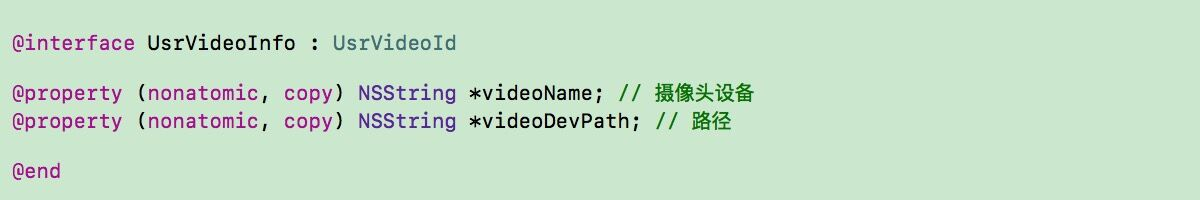 @interface UsrVideoInfo : UsrVideoId
@property (nonatomic, copy) NSString *videoName; // 摄像头设备
@property (nonatomic, copy) NSString *videoDevPath; // 路径
@end